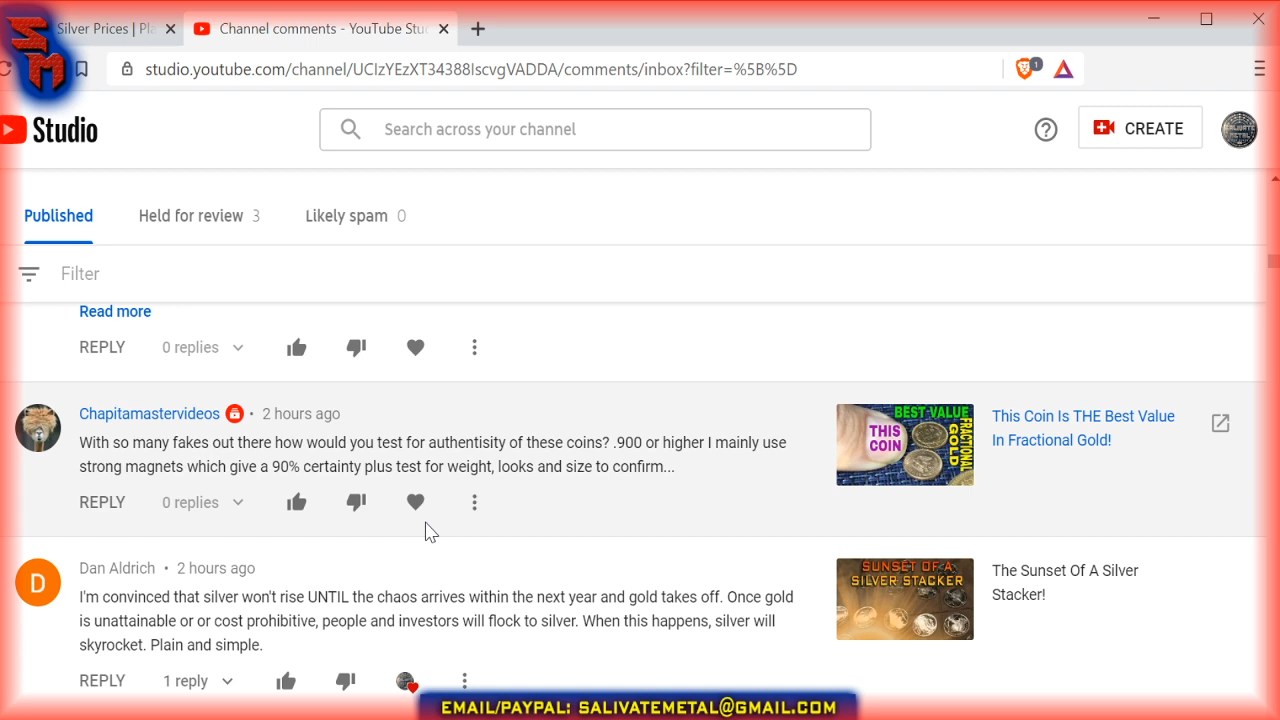 SM
Silver Prices | Pla
Channel comments - YouTube Stu
studio.youtube.com/channel/UCIzYEzXT34388IscvgVADDA/comments/inbox?filter=%5B%5D
1
Studio
Search across your channel
CREATE
Published
Held for review 3
Likely spam 0
Filter
Read more
REPLY
0 replies
Chapitamastervideos • 2 hours ago
With so many fakes out there how would you test for authentisity of these coins? .900 or higher I mainly use
strong magnets which give a 90% certainty plus test for weight, looks and size to confirm...
REPLY
0 replies
BEST VALUE
THIS
COIN
FRACTIONAL
GOLD
This Coin Is THE Best Value
In Fractional Gold!
D
Dan Aldrich • 2 hours ago
I'm convinced that silver won't rise UNTIL the chaos arrives within the next year and gold takes off. Once gold
is unattainable or or cost prohibitive, people and investors will flock to silver. When this happens, silver will
skyrocket. Plain and simple.
REPLY
1 reply
SUNSET OF A
SILVER STACKER
The Sunset Of A Silver
Stacker!
EMAIL/PAYPAL: SALIVATEMETAL@GMAIL.COM